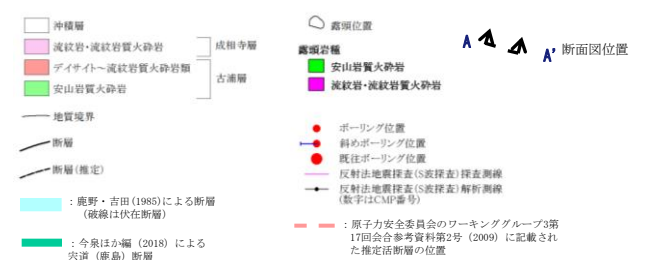 沖積層
流紋岩・流紋岩質火砕岩
成相寺層
デイサイト～流紋岩質火砕岩類
古浦層
安山岩質火砕岩
地質境界
断層
断層(推定)
：鹿野・吉田(1985)による断層
(破線は伏在断層)
：今泉ほか編（2018）による
宍道（鹿島）断層
露頭位置
露頭岩種
安山岩質火砕岩
流紋岩・流紋岩質火砕岩
ボーリング位置
斜めボーリング位置
既往ボーリング位置
反射法地震探査(S波探査)探査測線
反射法地震探査(S波探査)解析測線
(数字はCMP番号)
：原子力安全委員会のワーキンググループ3第
17回会合参考資料第2号（2009）に記載され
た推定活断層の位置
A A' 断面図位置